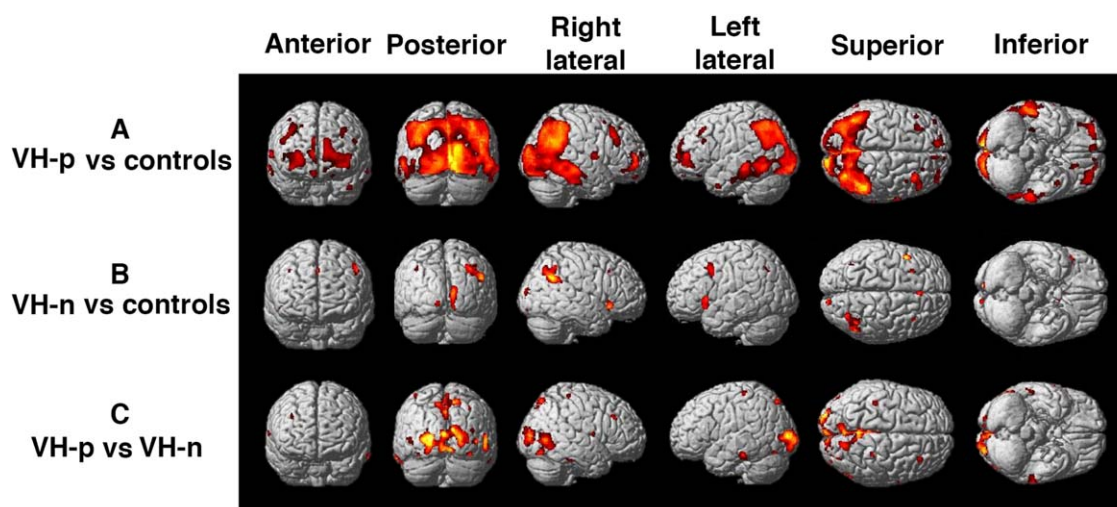 Anterior
Posterior
Right
lateral
Left
lateral
Superior
Inferior
A
VH-p vs controls
B
VH-n vs controls
C
VH-p vs VH-n